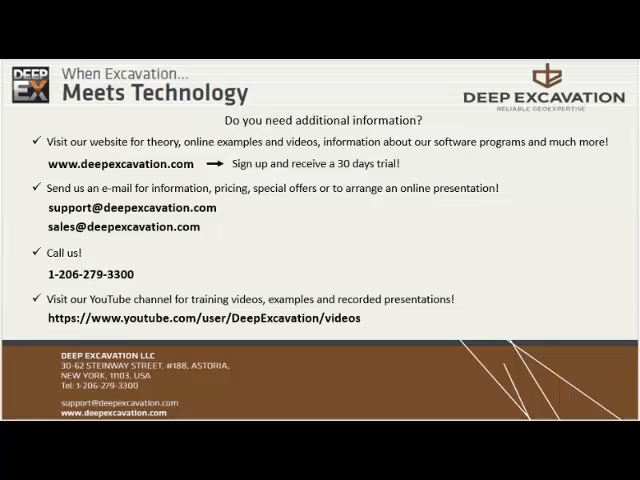 DEEP EX
When Excavation...
Meets Technology
DEEP EXCAVATION
RELIABLE GEOEXPERTISE
Do you need additional information?
✓ Visit our website for theory, online examples and videos, information about our software programs and much more!
www.deepexcavation.com → Sign up and receive a 30 days trial!
✓ Send us an e-mail for information, pricing, special offers or to arrange an online presentation!
support@deepexcavation.com
sales@deepexcavation.com
✓ Call us!
1-206-279-3300
✓ Visit our YouTube channel for training videos, examples and recorded presentations!
https://www.youtube.com/user/DeepExcavation/videos
DEEP EXCAVATION LLC
30-62 STEINWAY STREET, #188, ASTORIA,
NEW YORK, 11103, USA
Tel: 1-206-279-3300
support@deepexcavation.com
www.deepexcavation.com